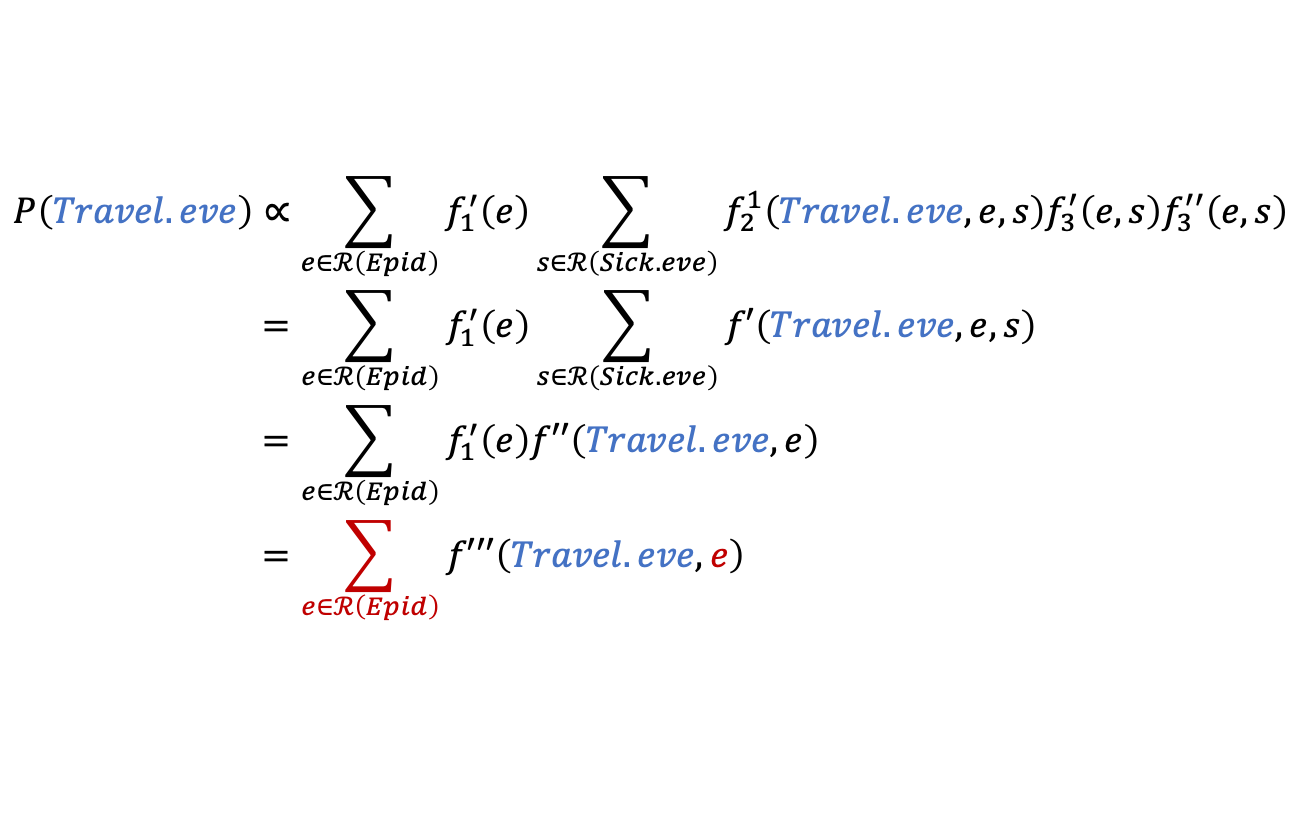 P(Travel.eve) ∝ ∑_{e∈ℛ(Epid)} f₁′(e) ∑_{s∈ℛ(Sick.eve)} f₂¹(Travel.eve, e, s)f₃′(e, s)f₃′′(e, s)
= ∑_{e∈ℛ(Epid)} f₁′(e) ∑_{s∈ℛ(Sick.eve)} f′(Travel.eve, e, s)
= ∑_{e∈ℛ(Epid)} f₁′(e)f′′(Travel.eve, e)
= ∑_{e∈ℛ(Epid)} f′′′(Travel.eve, e)